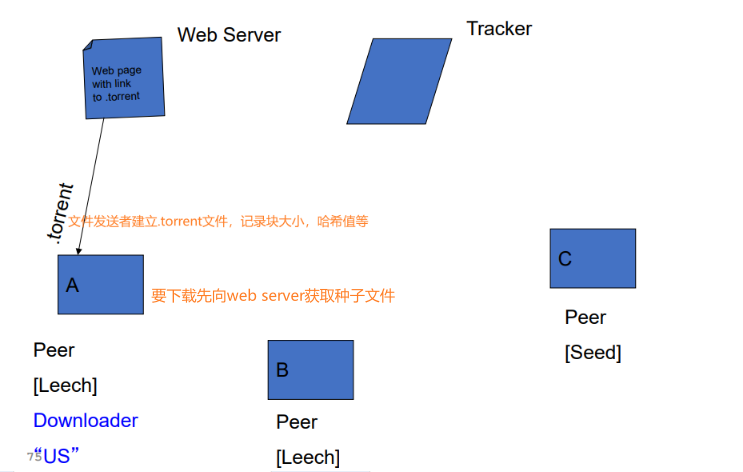 Web Server
Tracker
Web page
with link
to .torrent
.torrent
文件发送者建立.torrent文件，记录块大小，哈希值等
A
要下载先向web server获取种子文件
C
Peer
[Seed]
Peer
[Leech]
Downloader
“US”
75
B
Peer
[Leech]